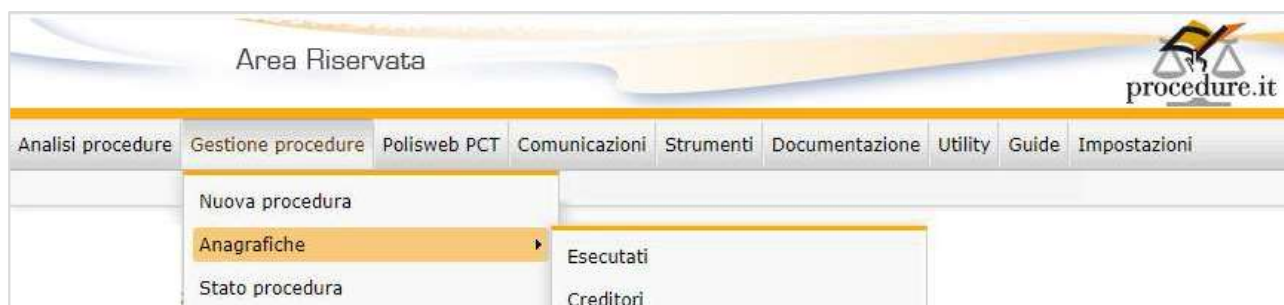 Area Riservata
procedure.it
Analisi procedure Gestione procedure Polisweb PCT Comunicazioni Strumenti Documentazione Utility Guide Impostazioni
Nuova procedura
Anagrafiche
Esecutati
Stato procedura
Creditori